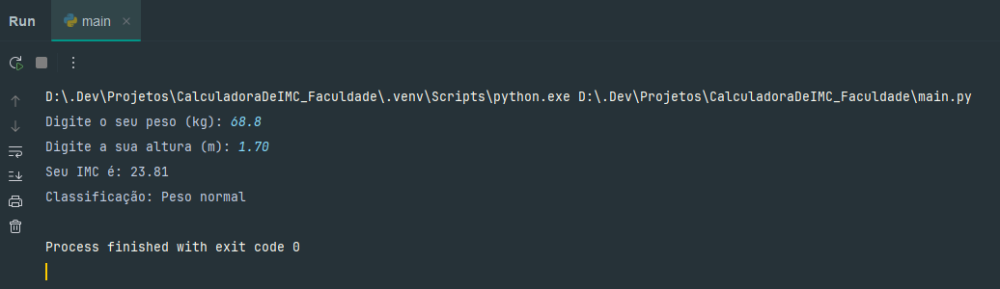 Run main
D:\.Dev\Projetos\CalculadoraDeIMC_Faculdade\.venv\Scripts\python.exe D:\.Dev\Projetos\CalculadoraDeIMC_Faculdade\main.py
Digite o seu peso (kg): 68.8
Digite a sua altura (m): 1.70
Seu IMC é: 23.81
Classificação: Peso normal
Process finished with exit code 0